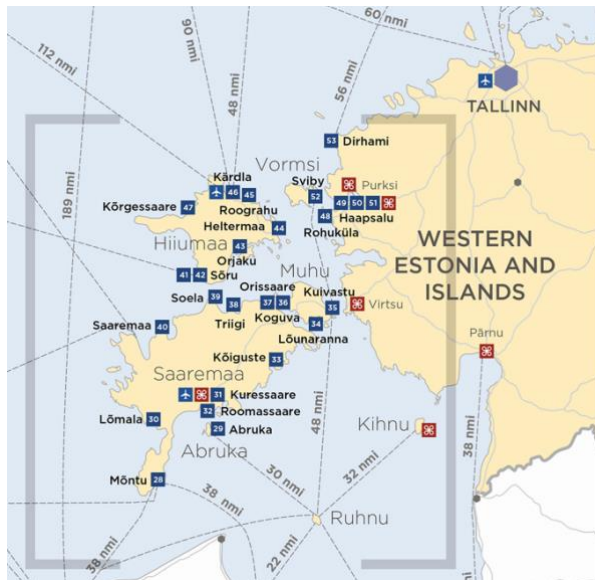 60 nmi
90 nmi
112 nmi
48 nmi
56 nmi
TALLINN
53
Dirhami
Vormsi
Kärdla
Sviby
Purksi
46
45
52
49
50
51
47
Kõrgessaare
Roograhu
48
Haapsalu
Heltermaa
44
Rohuküla
189 nmi
Hiiumaa
43
Orjaku
WESTERN
ESTONIA AND
ISLANDS
41
42
Sõru
Muhu
Orissaare
Kuivastu
Soela
39
38
37
36
35
Virtsu
Triigi
Koguva
Saaremaa
40
34
Lõunaranna
Pärnu
Kõiguste
33
Saaremaa
31
Kuressaare
32
Roomassaare
Lõmala
30
29
Abruka
Kihnu
Abruka
48 nmi
38 nmi
30 nmi
32 nmi
Mõntu
28
38 nmi
Ruhnu
38 nmi
22 nmi
38 nmi